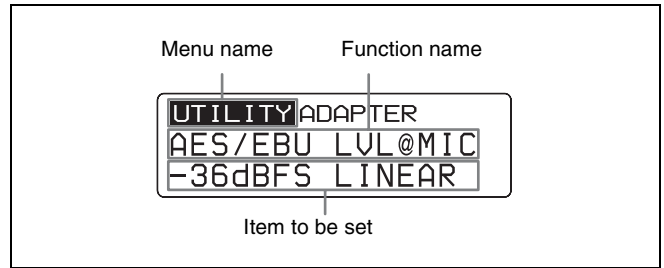 Menu name Function name
UTILITY ADAPTER
AES/EBU LVL@MIC
-36dBFS LINEAR
Item to be set